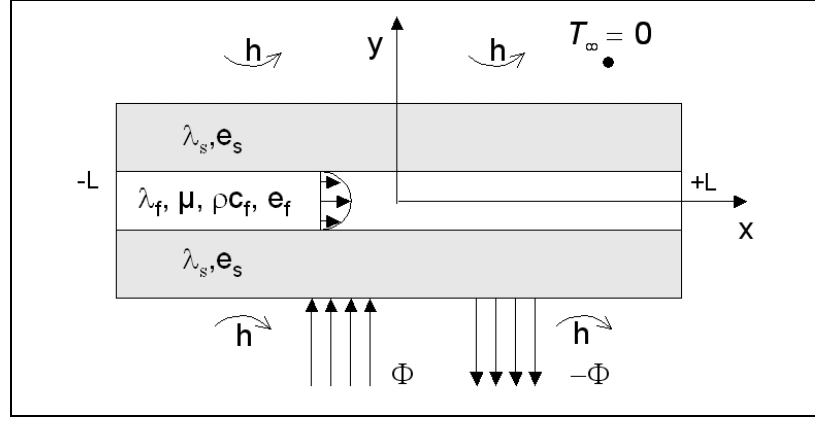 h h T∞ = 0
y
λs,es
-L +L
λf, μ, ρcf, ef
x
λs,es
h h
Φ −Φ